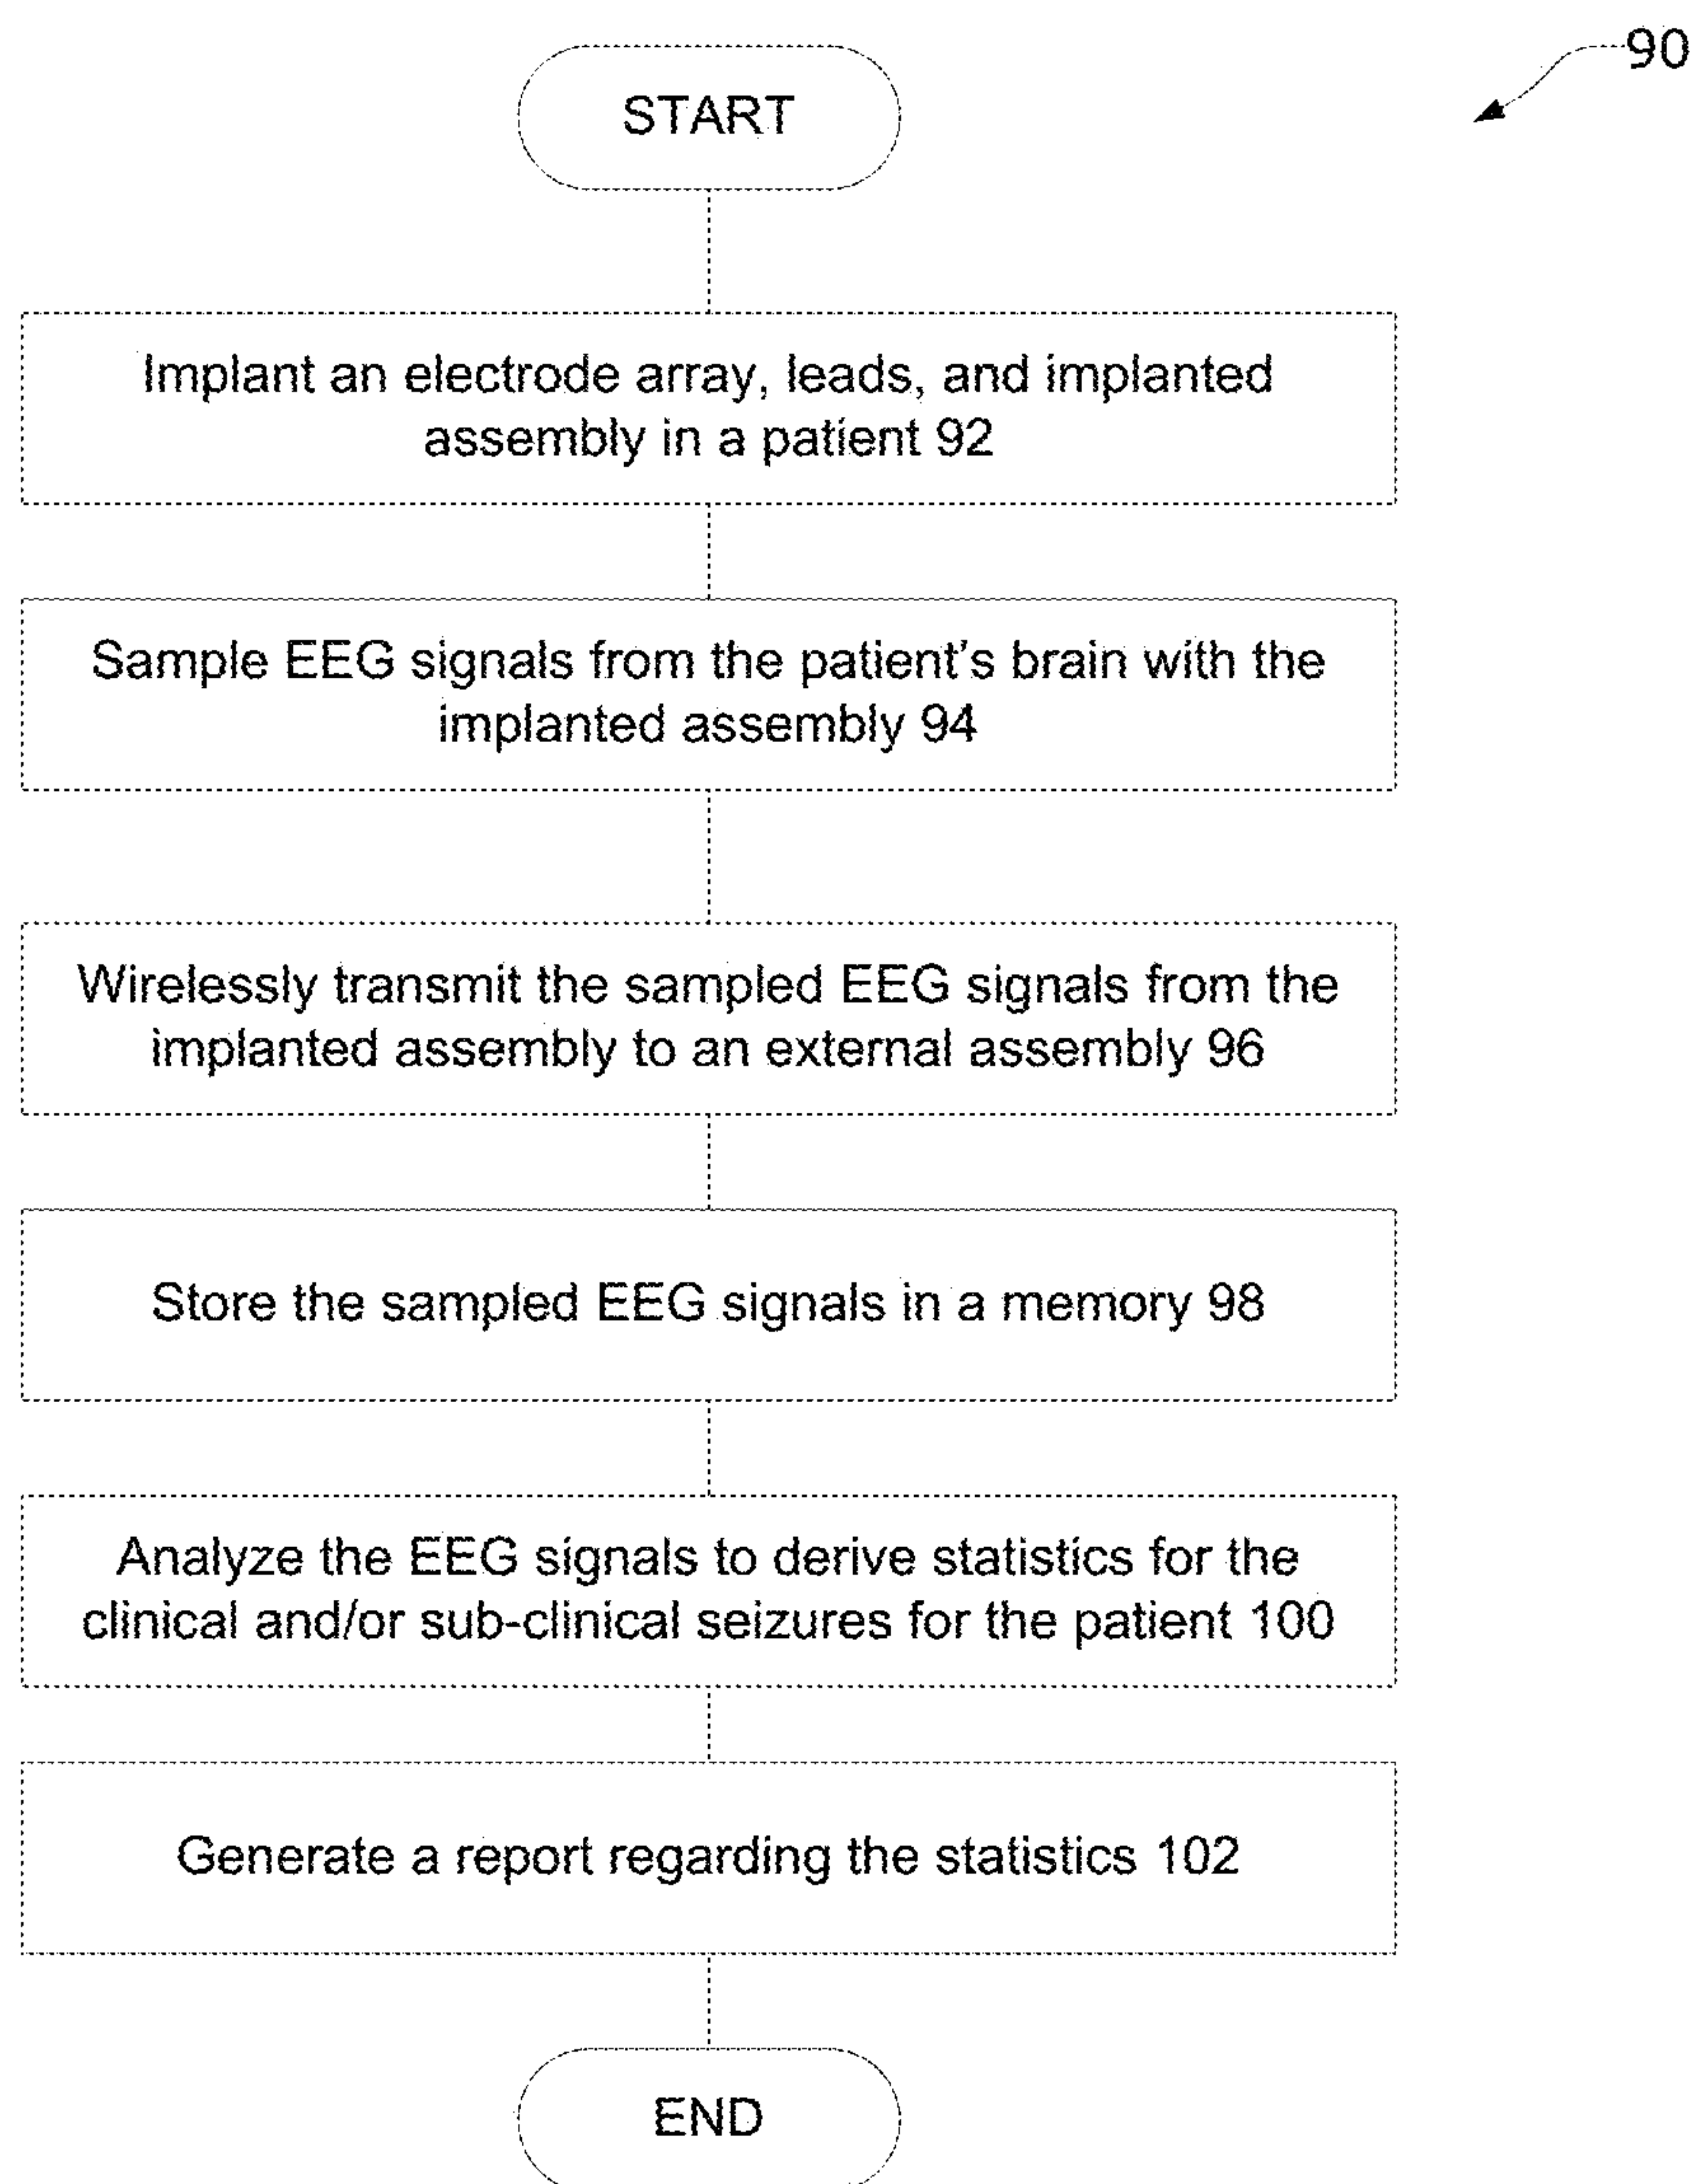 90
START
Implant an electrode array, leads, and implanted
assembly in a patient 92
Sample EEG signals from the patient's brain with the
implanted assembly 94
Wirelessly transmit the sampled EEG signals from the
implanted assembly to an external assembly 96
Store the sampled EEG signals in a memory 98
Analyze the EEG signals to derive statistics for the
clinical and/or sub-clinical seizures for the patient 100
Generate a report regarding the statistics 102
END